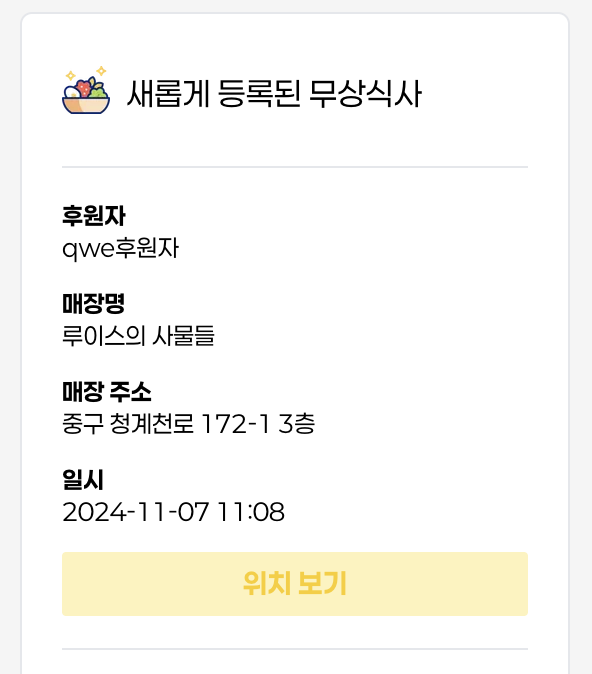 새롭게 등록된 무상식사
후원자
qwe후원자
매장명
루이스의 사물들
매장 주소
중구 청계천로 172-1 3층
일시
2024-11-07 11:08
위치 보기